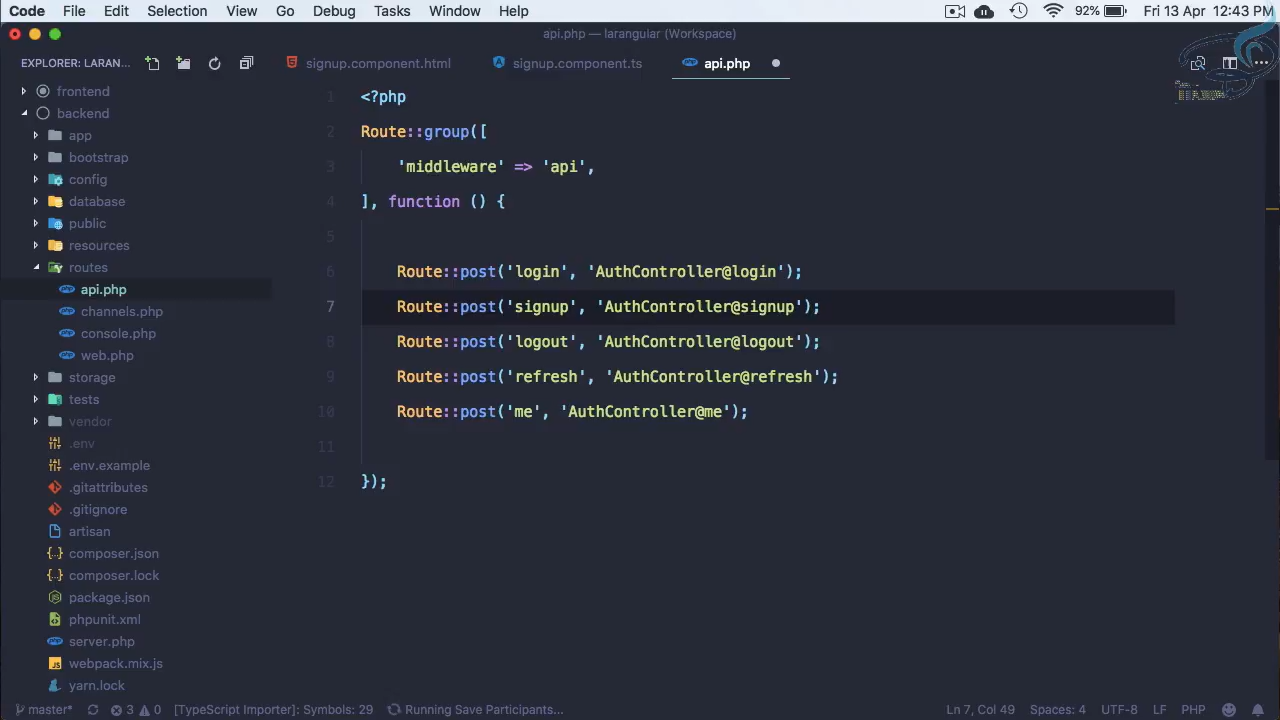 Code File Edit Selection View Go Debug Tasks Window Help 92% Fri 13 Apr 12:43 PM
api.php — larangular (Workspace)
EXPLORER: LARAN... signup.component.html signup.component.ts api.php
frontend
backend
app
bootstrap
config
database
public
resources
routes
api.php
channels.php
console.php
web.php
storage
tests
vendor
.env
.env.example
.gitattributes
.gitignore
artisan
composer.json
composer.lock
package.json
phpunit.xml
server.php
webpack.mix.js
yarn.lock
1 <?php
2 Route::group([
3 'middleware' => 'api',
4 ], function () {
5
6 Route::post('login', 'AuthController@login');
7 Route::post('signup', 'AuthController@signup');
8 Route::post('logout', 'AuthController@logout');
9 Route::post('refresh', 'AuthController@refresh');
10 Route::post('me', 'AuthController@me');
11
12 });
master* 3 0 [TypeScript Importer]: Symbols: 29 Running Save Participants... Ln 7, Col 49 Spaces: 4 UTF-8 LF PHP